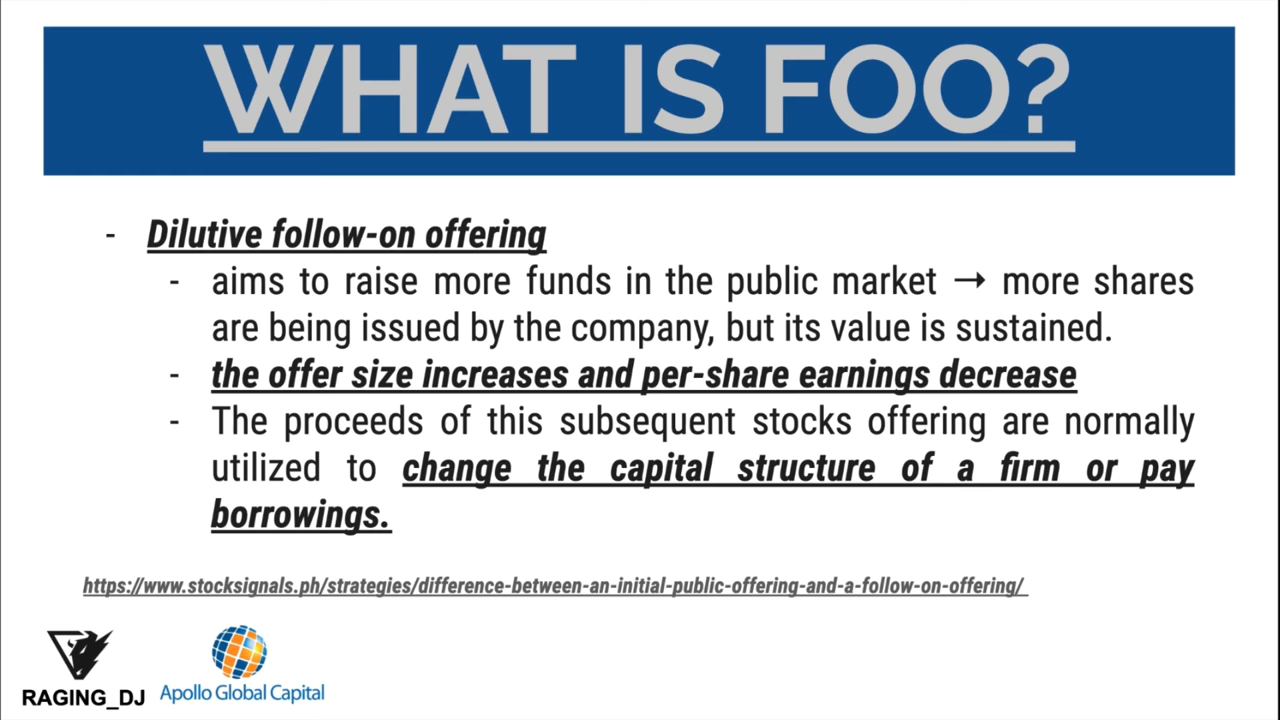 WHAT IS FOO?
- Dilutive follow-on offering
- aims to raise more funds in the public market → more shares
are being issued by the company, but its value is sustained.
- the offer size increases and per-share earnings decrease
- The proceeds of this subsequent stocks offering are normally
utilized to change the capital structure of a firm or pay
borrowings.
https://www.stocksignals.ph/strategies/difference-between-an-initial-public-offering-and-a-follow-on-offering/
RAGING_DJ
Apollo Global Capital